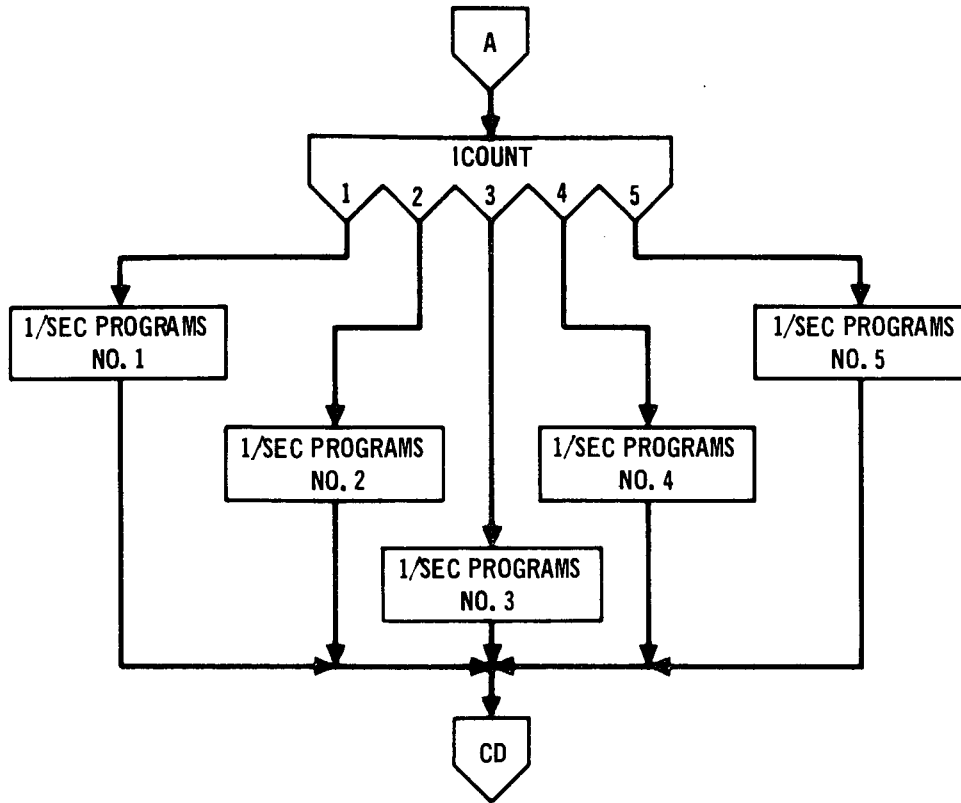 A
ICOUNT
1 2 3 4 5
1/SEC PROGRAMS
NO. 1
1/SEC PROGRAMS
NO. 5
1/SEC PROGRAMS
NO. 2
1/SEC PROGRAMS
NO. 4
1/SEC PROGRAMS
NO. 3
CD